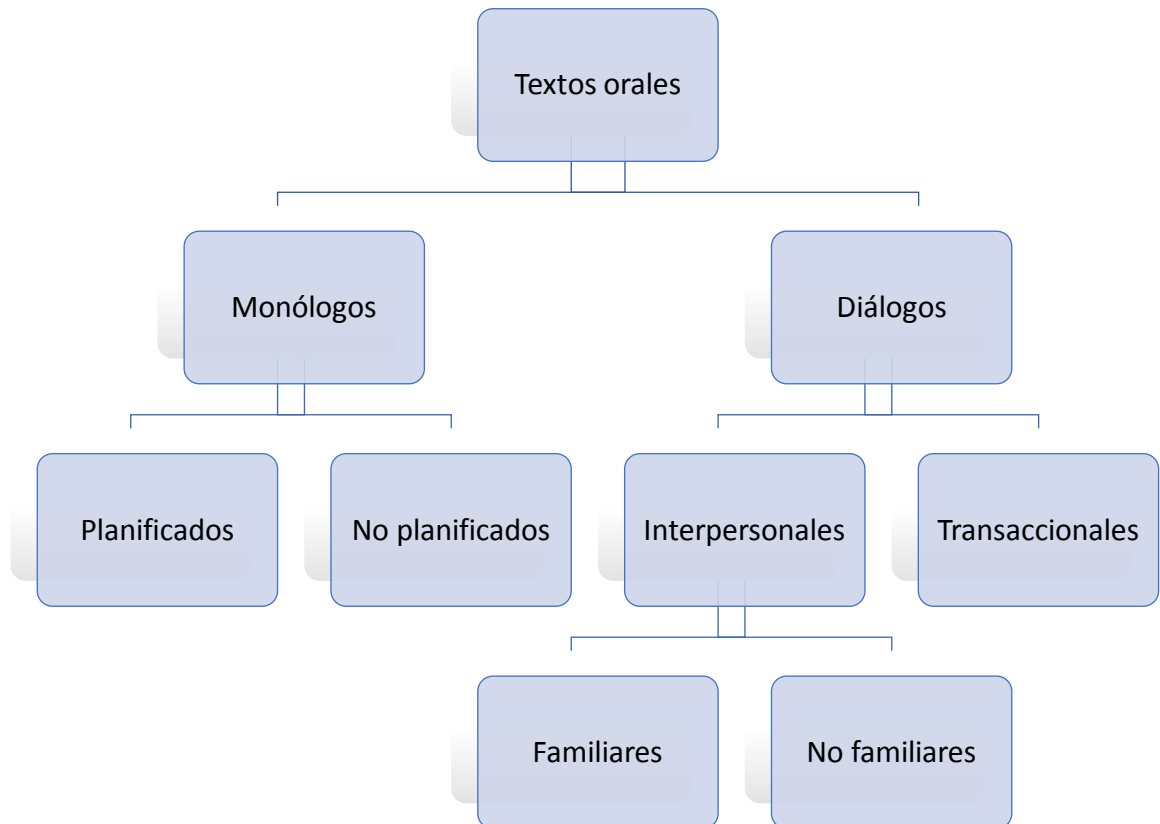 Textos orales
Monólogos
Diálogos
Planificados
No planificados
Interpersonales
Transaccionales
Familiares
No familiares